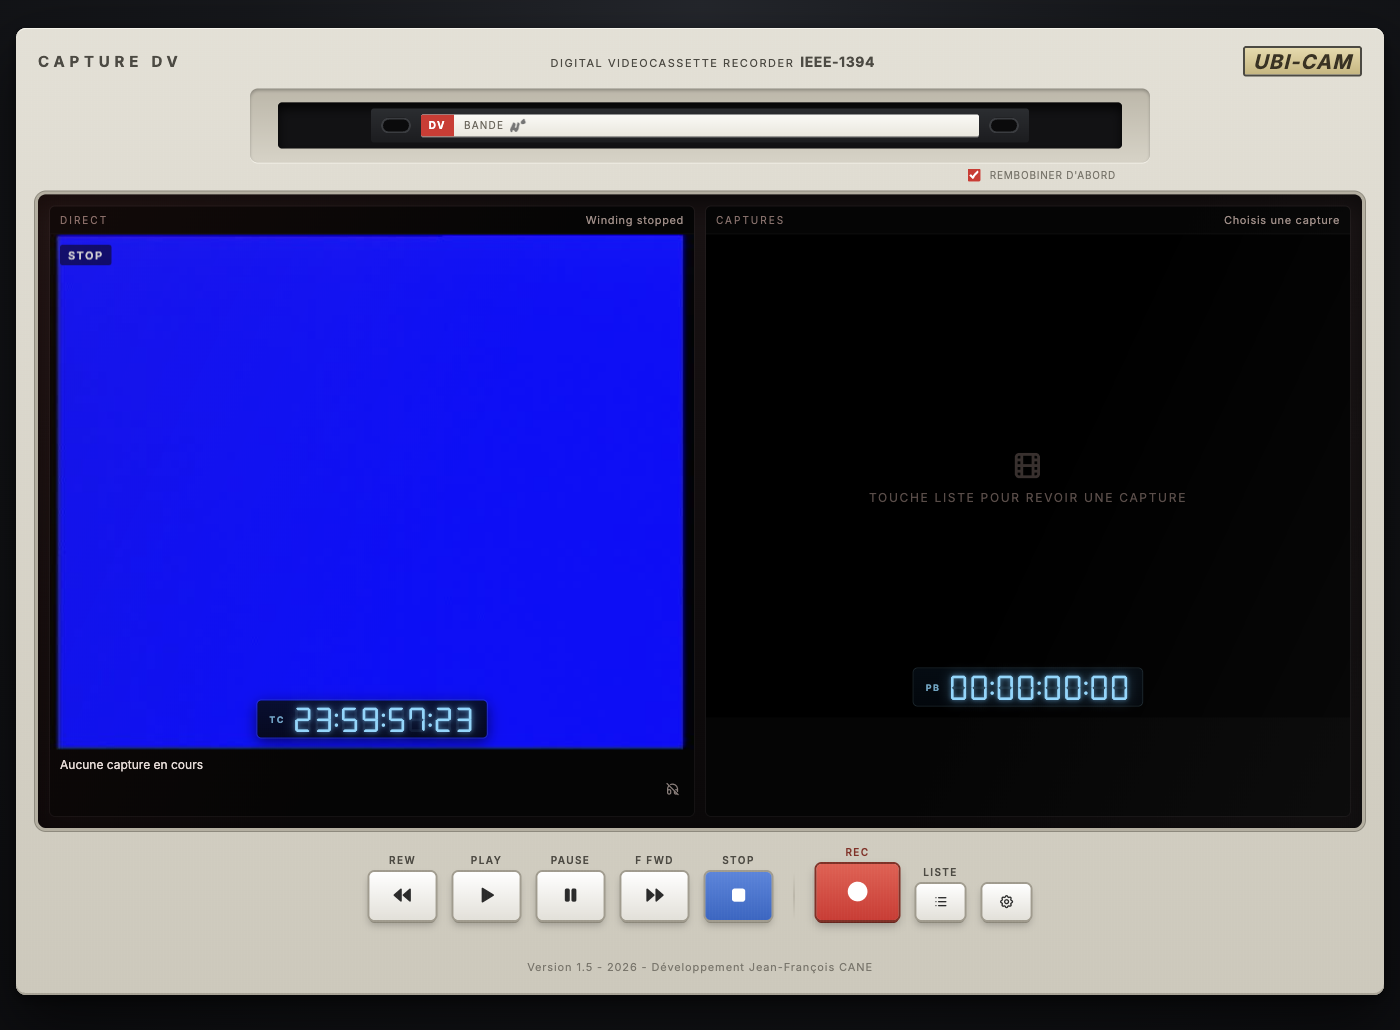 CAPTURE DV
DIGITAL VIDEOCASSETTE RECORDER IEEE-1394
UBI-CAM
DV BANDE N°
REMBOBINER D'ABORD
DIRECT
Winding stopped
CAPTURES
Choisis une capture
STOP
TOUCHE LISTE POUR REVOIR UNE CAPTURE
TC 23:59:57:23
PB 00:00:00:00
Aucune capture en cours
REW
PLAY
PAUSE
F FWD
STOP
REC
LISTE
Version 1.5 - 2026 - Développement Jean-François CANE